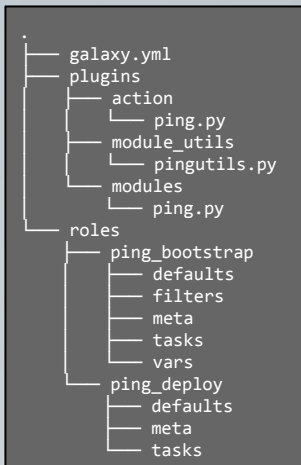 .
├── galaxy.yml
├── plugins
│   ├── action
│   │   └── ping.py
│   ├── module_utils
│   │   └── pingutils.py
│   └── modules
│       └── ping.py
└── roles
    ├── ping_bootstrap
    │   ├── defaults
    │   ├── filters
    │   ├── meta
    │   ├── tasks
    │   └── vars
    └── ping_deploy
        ├── defaults
        ├── meta
        └── tasks